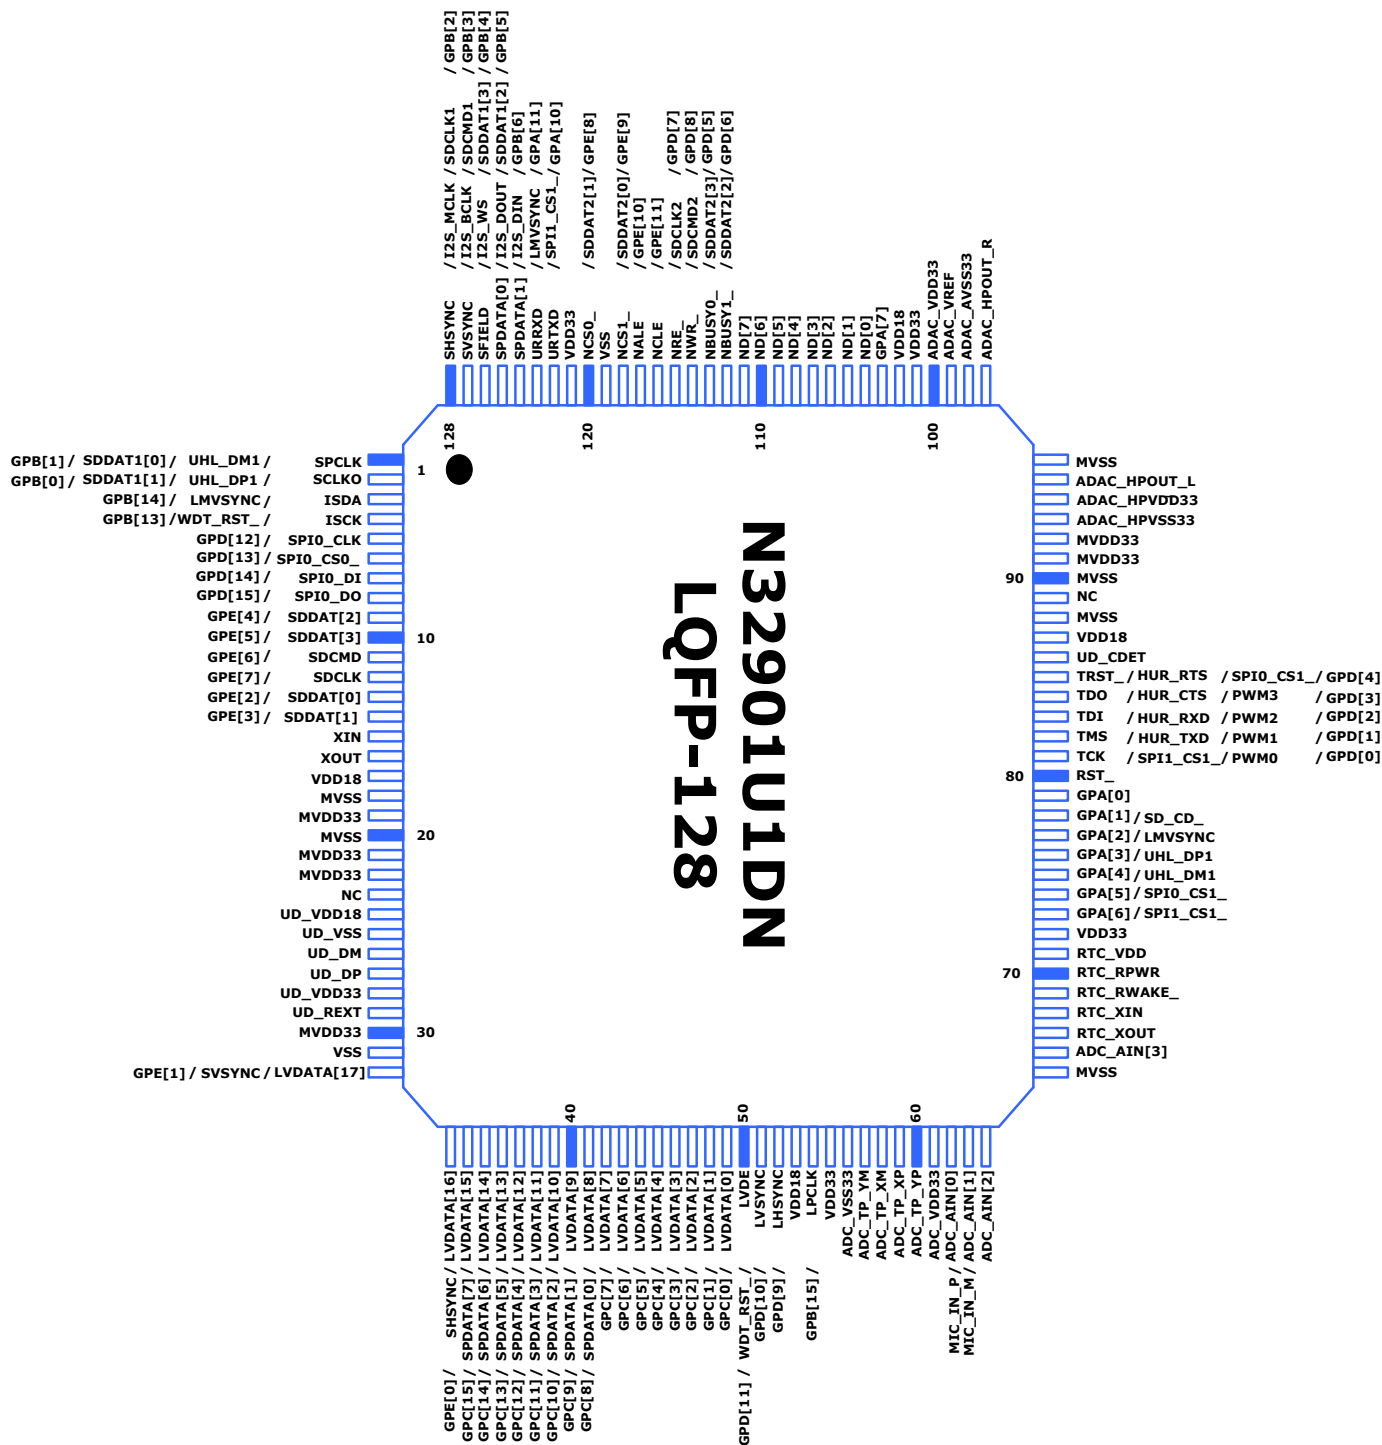 SHSYNC / I2S_MCLK / SDCLK1 / GPB[2]
SVSYNC / I2S_BCLK / SDCMD1 / GPB[3]
SFIELD / I2S_WS / SDDAT1[3] / GPB[4]
SPDATA[0] / I2S_DOUT / SDDAT1[2] / GPB[5]
SPDATA[1] / I2S_DIN / GPB[6]
URRXD / LMVSYNC / GPA[11]
URTXD / SPI1_CS1_ / GPA[10]
VDD33
NCS0_ / SDDAT2[1] / GPE[8]
VSS
NCS1_ / SDDAT2[0] / GPE[9]
NALE / GPE[10]
NCLE / GPE[11]
NRE_ / SDCLK2 / GPD[7]
NWR_ / SDCMD2 / GPD[8]
NBUSY0_ / SDDAT2[3] / GPD[5]
NBUSY1_ / SDDAT2[2] / GPD[6]
ND[7]
ND[6]
ND[5]
ND[4]
ND[3]
ND[2]
ND[1]
ND[0]
GPA[7]
VDD18
VDD33
ADAC_VDD33
ADAC_VREF
ADAC_AVSS33
ADAC_HPOUT_R
128
120
110
100
GPB[1] / SDDAT1[0] / UHL_DM1 / SPCLK
1
GPB[0] / SDDAT1[1] / UHL_DP1 / SCLKO
GPB[14] / LMVSYNC / ISDA
GPB[13] / WDT_RST_ / ISCK
GPD[12] / SPI0_CLK
GPD[13] / SPI0_CS0_
GPD[14] / SPI0_DI
GPD[15] / SPI0_DO
GPE[4] / SDDAT[2]
GPE[5] / SDDAT[3]
10
GPE[6] / SDCMD
GPE[7] / SDCLK
GPE[2] / SDDAT[0]
GPE[3] / SDDAT[1]
XIN
XOUT
VDD18
MVSS
MVDD33
MVSS
20
MVDD33
MVDD33
NC
UD_VDD18
UD_VSS
UD_DM
UD_DP
UD_VDD33
UD_REXT
MVDD33
30
VSS
GPE[1] / SVSYNC / LVDATA[17]
N32901U1DN
LQFP-128
MVSS
ADAC_HPOUT_L
ADAC_HPVDD33
ADAC_HPVSS33
MVDD33
MVDD33
90
MVSS
NC
MVSS
VDD18
UD_CDET
TRST_ / HUR_RTS / SPI0_CS1_ / GPD[4]
TDO / HUR_CTS / PWM3 / GPD[3]
TDI / HUR_RXD / PWM2 / GPD[2]
TMS / HUR_TXD / PWM1 / GPD[1]
TCK / SPI1_CS1_ / PWM0 / GPD[0]
80
RST_
GPA[0]
GPA[1] / SD_CD_
GPA[2] / LMVSYNC
GPA[3] / UHL_DP1
GPA[4] / UHL_DM1
GPA[5] / SPI0_CS1_
GPA[6] / SPI1_CS1_
VDD33
RTC_VDD
70
RTC_RPWR
RTC_RWAKE_
RTC_XIN
RTC_XOUT
ADC_AIN[3]
MVSS
40
50
60
GPE[0] / SHSYNC / LVDATA[16]
GPC[15] / SPDATA[7] / LVDATA[15]
GPC[14] / SPDATA[6] / LVDATA[14]
GPC[13] / SPDATA[5] / LVDATA[13]
GPC[12] / SPDATA[4] / LVDATA[12]
GPC[11] / SPDATA[3] / LVDATA[11]
GPC[10] / SPDATA[2] / LVDATA[10]
GPC[9] / SPDATA[1] / LVDATA[9]
GPC[8] / SPDATA[0] / LVDATA[8]
GPC[7] / LVDATA[7]
GPC[6] / LVDATA[6]
GPC[5] / LVDATA[5]
GPC[4] / LVDATA[4]
GPC[3] / LVDATA[3]
GPC[2] / LVDATA[2]
GPC[1] / LVDATA[1]
GPC[0] / LVDATA[0]
GPD[11] / WDT_RST_ / LVDE
GPD[10] / LVSYNC
GPD[9] / LHSYNC
VDD18
GPB[15] / LPCLK
VDD33
ADC_VSS33
ADC_TP_YM
ADC_TP_XM
ADC_TP_XP
ADC_TP_YP
ADC_VDD33
MIC_IN_P / ADC_AIN[0]
MIC_IN_M / ADC_AIN[1]
ADC_AIN[2]